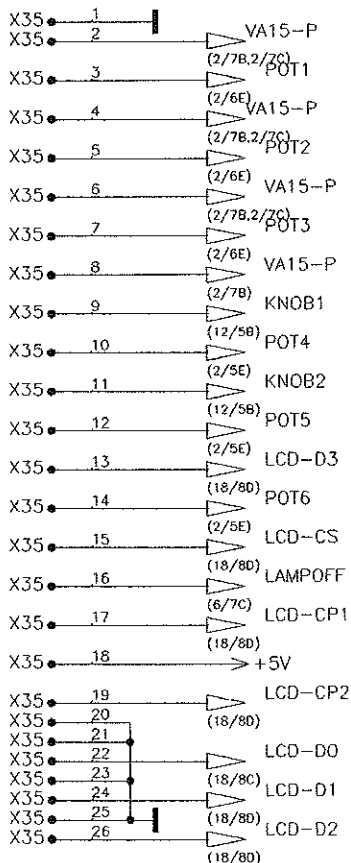 X35 1
X35 2 VA15-P
(2/7B,2/7C)
X35 3 POT1
(2/6E)
X35 4 VA15-P
(2/7B,2/7C)
X35 5 POT2
(2/6E)
X35 6 VA15-P
(2/7B,2/7C)
X35 7 POT3
(2/6E)
X35 8 VA15-P
(2/7B)
X35 9 KNOB1
(12/5B)
X35 10 POT4
(2/5E)
X35 11 KNOB2
(12/5B)
X35 12 POT5
(2/5E)
X35 13 LCD-D3
(18/8D)
X35 14 POT6
(2/5E)
X35 15 LCD-CS
(18/8D)
X35 16 LAMPOFF
(6/7C)
X35 17 LCD-CP1
(18/8D)
X35 18 +5V
X35 19 LCD-CP2
(18/8D)
X35 20
X35 21
X35 22 LCD-D0
(18/8C)
X35 23
X35 24 LCD-D1
(18/8D)
X35 25
X35 26 LCD-D2
(18/8D)